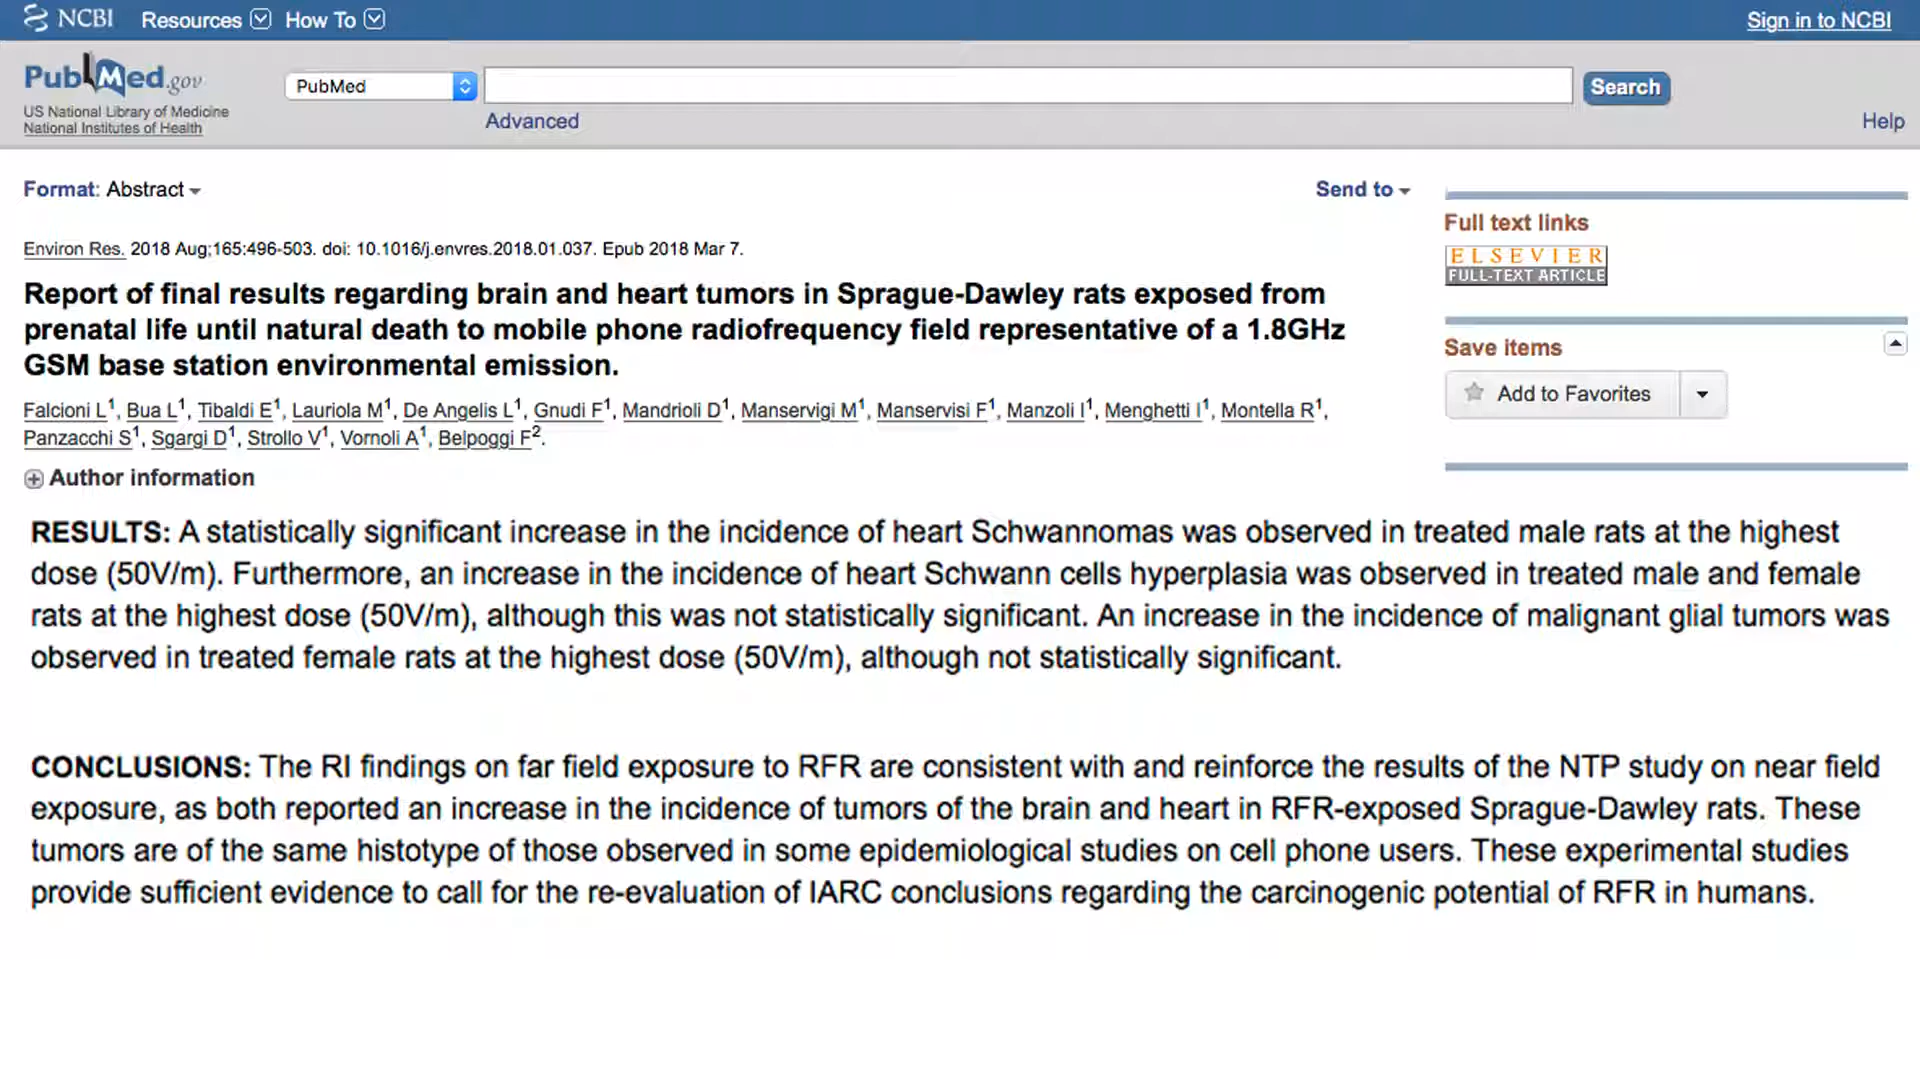 NCBI Resources How To Sign in to NCBI
PubMed.gov
US National Library of Medicine
National Institutes of Health
PubMed
Search
Advanced
Help
Format: Abstract
Send to
Environ Res. 2018 Aug;165:496-503. doi: 10.1016/j.envres.2018.01.037. Epub 2018 Mar 7.
Report of final results regarding brain and heart tumors in Sprague-Dawley rats exposed from
prenatal life until natural death to mobile phone radiofrequency field representative of a 1.8GHz
GSM base station environmental emission.
Falcioni L1, Bua L1, Tibaldi E1, Lauriola M1, De Angelis L1, Gnudi F1, Mandrioli D1, Manservigi M1, Manservisi F1, Manzoli I1, Menghetti I1, Montella R1,
Panzacchi S1, Sgargi D1, Strollo V1, Vornoli A1, Belpoggi F2.
Author information
Full text links
ELSEVIER
FULL-TEXT ARTICLE
Save items
Add to Favorites
RESULTS: A statistically significant increase in the incidence of heart Schwannomas was observed in treated male rats at the highest
dose (50V/m). Furthermore, an increase in the incidence of heart Schwann cells hyperplasia was observed in treated male and female
rats at the highest dose (50V/m), although this was not statistically significant. An increase in the incidence of malignant glial tumors was
observed in treated female rats at the highest dose (50V/m), although not statistically significant.
CONCLUSIONS: The RI findings on far field exposure to RFR are consistent with and reinforce the results of the NTP study on near field
exposure, as both reported an increase in the incidence of tumors of the brain and heart in RFR-exposed Sprague-Dawley rats. These
tumors are of the same histotype of those observed in some epidemiological studies on cell phone users. These experimental studies
provide sufficient evidence to call for the re-evaluation of IARC conclusions regarding the carcinogenic potential of RFR in humans.